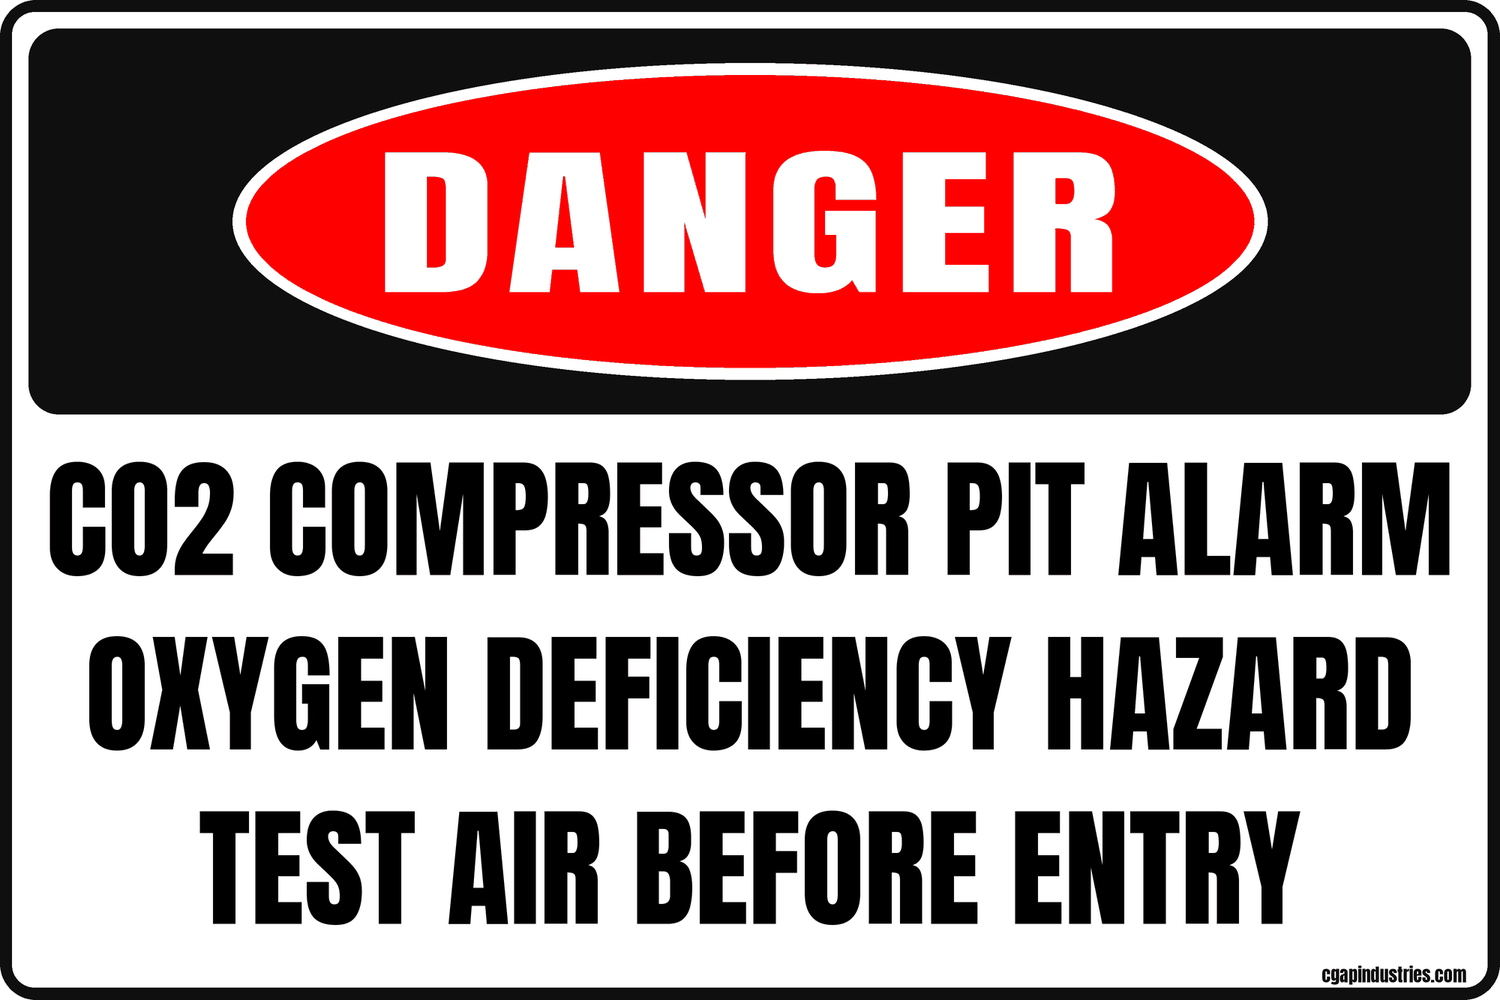 DANGER
CO2 COMPRESSOR PIT ALARM
OXYGEN DEFICIENCY HAZARD
TEST AIR BEFORE ENTRY
cgapindustries.com